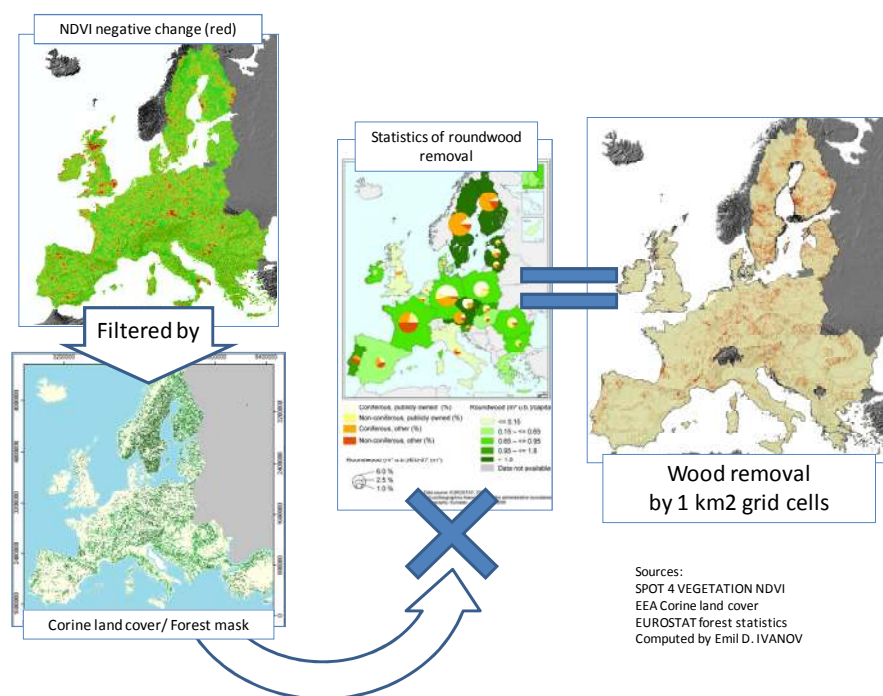 NDVI negative change (red)
Filtered by
Corine land cover/ Forest mask
Statistics of roundwood
removal
Coniferous, publicly owned (%)
Non-coniferous, publicly owned (%)
Coniferous, other (%)
Non-coniferous, other (%)
6.0 %
2.5 %
1.0 %
Roundwood (m³ u.b. /capita
<= 0.15
0.15 – <= 0.65
0.65 – <= 0.95
0.95 – <= 1.8
Data not available
Wood removal
by 1 km2 grid cells
Sources:
SPOT 4 VEGETATION NDVI
EEA Corine land cover
EUROSTAT forest statistics
Computed by Emil D. IVANOV